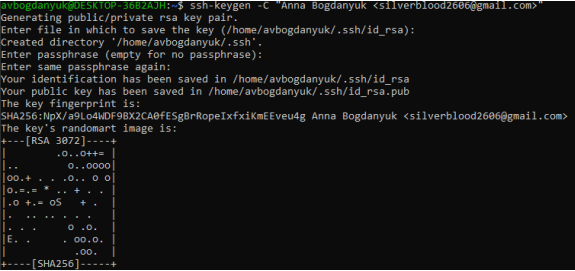 avbogdanyuk@DESKTOP-36B2AJH:~$ ssh-keygen -C "Anna Bogdanyuk <silverblood2606@gmail.com>"
Generating public/private rsa key pair.
Enter file in which to save the key (/home/avbogdanyuk/.ssh/id_rsa):
Created directory '/home/avbogdanyuk/.ssh'.
Enter passphrase (empty for no passphrase):
Enter same passphrase again:
Your identification has been saved in /home/avbogdanyuk/.ssh/id_rsa
Your public key has been saved in /home/avbogdanyuk/.ssh/id_rsa.pub
The key fingerprint is:
SHA256:NpX/a9Lo4WDF9BX2CA0fESgBrRopeIxfxiKmEEveu4g Anna Bogdanyuk <silverblood2606@gmail.com>
The key's randomart image is:
+---[RSA 3072]----+
|        .o..o++= |
|..        o..oooo|
|oo.+ . . .o.. o o|
|o.=.= * .. + . . |
|.o +.= oS   + .  |
|.  .. .. . . .   |
|. . .     o .o.  |
|E. .     . oo.o. |
|           .oo.  |
+----[SHA256]-----+